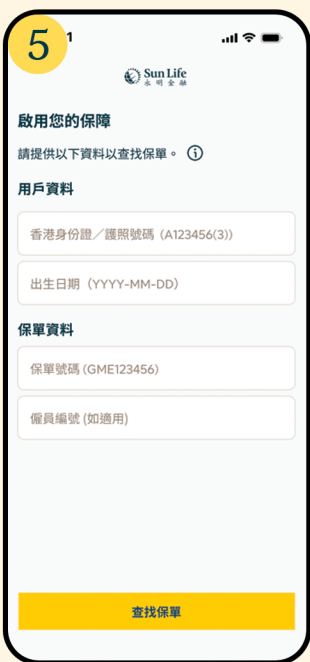 5
1
Sun Life
永明金融
啟用您的保障
請提供以下資料以查找保單。
用戶資料
香港身份證／護照號碼 (A123456(3))
出生日期 (YYYY-MM-DD)
保單資料
保單號碼 (GME123456)
僱員編號 (如適用)
查找保單